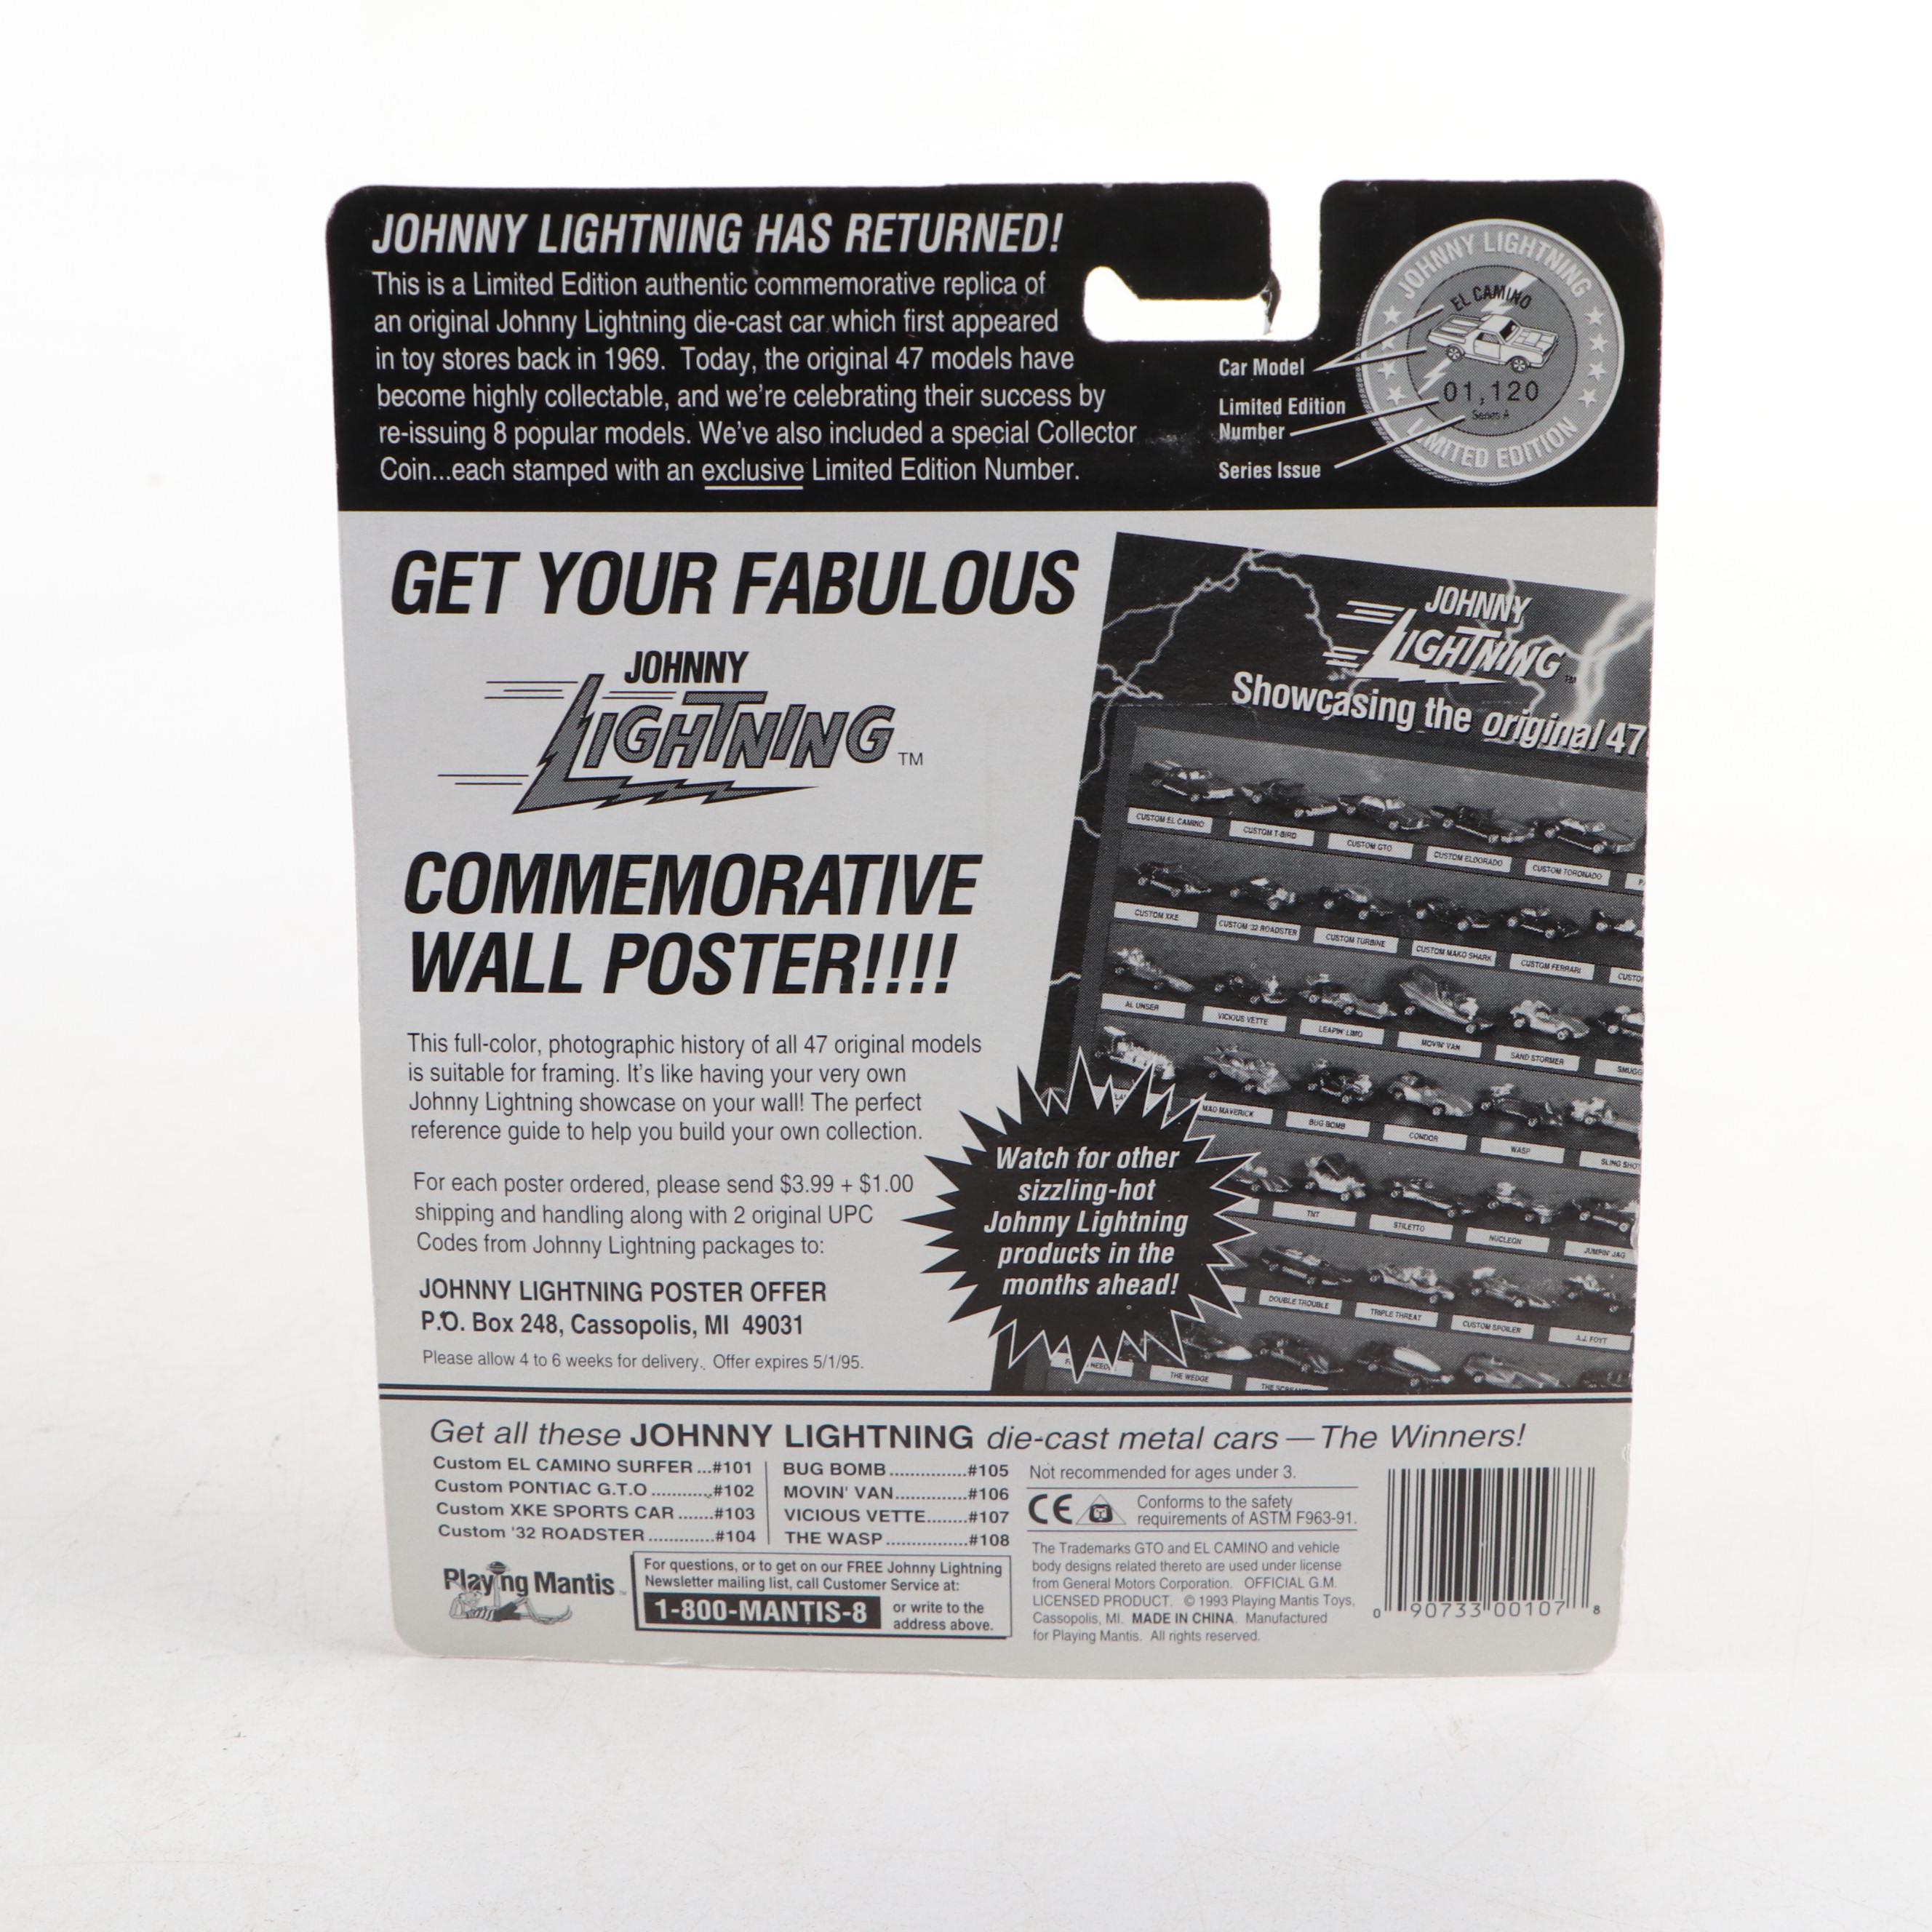 JOHNNY LIGHTNING HAS RETURNED!
This is a Limited Edition authentic commemorative replica of
an original Johnny Lightning die-cast car which first appeared
in toy stores back in 1969. Today, the original 47 models have
become highly collectable, and we're celebrating their success by
re-issuing 8 popular models. We've also included a special Collector
Coin...each stamped with an exclusive Limited Edition Number.
Car Model
Limited Edition
Number
Series Issue
JOHNNY LIGHTNING
EL CAMINO
01,120
Series A
LIMITED EDITION
GET YOUR FABULOUS
JOHNNY
LIGHTNING TM
COMMEMORATIVE
WALL POSTER!!!!
This full-color, photographic history of all 47 original models
is suitable for framing. It's like having your very own
Johnny Lightning showcase on your wall! The perfect
reference guide to help you build your own collection.
For each poster ordered, please send $3.99 + $1.00
shipping and handling along with 2 original UPC
Codes from Johnny Lightning packages to:
JOHNNY LIGHTNING POSTER OFFER
P.O. Box 248, Cassopolis, MI 49031
Please allow 4 to 6 weeks for delivery. Offer expires 5/1/95.
JOHNNY
LIGHTNING
Showcasing the original 47
CUSTOM EL CAMINO
CUSTOM T-BIRD
CUSTOM GTO
CUSTOM ELDORADO
CUSTOM TORONADO
CUSTOM XKE
CUSTOM '32 ROADSTER
CUSTOM TURBINE
CUSTOM MAKO SHARK
CUSTOM FERRARI
CUSTO
AL UNSER
VICIOUS VETTE
LEAPIN' LIMO
MOVIN' VAN
SAND STORMER
SMUGG
MAD MAVERICK
BUG BOMB
CONDOR
WASP
SLING SHOT
TNT
STILETTO
NUCLEON
JUMPIN' JAG
DOUBLE TROUBLE
TRIPLE THREAT
CUSTOM SPOILER
A.J. FOYT
THE WEDGE
Watch for other
sizzling-hot
Johnny Lightning
products in the
months ahead!
Get all these JOHNNY LIGHTNING die-cast metal cars — The Winners!
Custom EL CAMINO SURFER ...#101
Custom PONTIAC G.T.O ...........#102
Custom XKE SPORTS CAR .......#103
Custom '32 ROADSTER ............#104
BUG BOMB ..............#105
MOVIN' VAN.............#106
VICIOUS VETTE........#107
THE WASP ................#108
Not recommended for ages under 3.
CE
Conforms to the safety
requirements of ASTM F963-91.
The Trademarks GTO and EL CAMINO and vehicle
body designs related thereto are used under license
from General Motors Corporation. OFFICIAL G.M.
LICENSED PRODUCT. © 1993 Playing Mantis Toys,
Cassopolis, MI. MADE IN CHINA. Manufactured
for Playing Mantis. All rights reserved.
Playing Mantis
For questions, or to get on our FREE Johnny Lightning
Newsletter mailing list, call Customer Service at:
1-800-MANTIS-8 or write to the
address above.
0 90733 00107 8